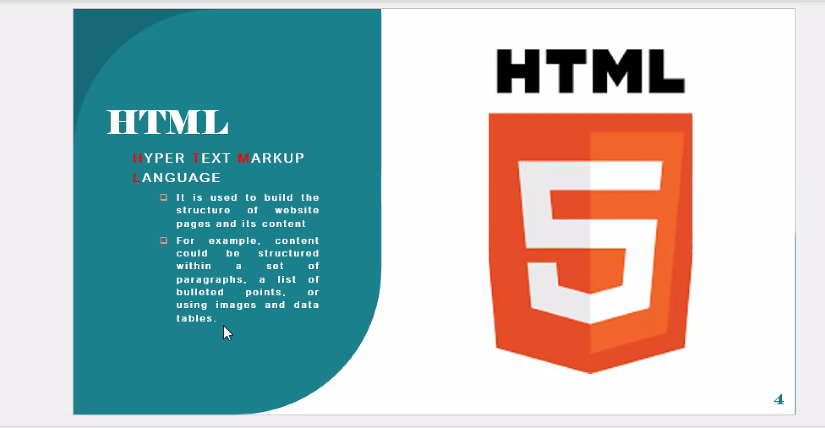 HTML
HYPER TEXT MARKUP
LANGUAGE
❑ It is used to build the
structure of website
pages and its content
❑ For example, content
could be structured
within a set of
paragraphs, a list of
bulleted points, or
using images and data
tables.
HTML
5
4